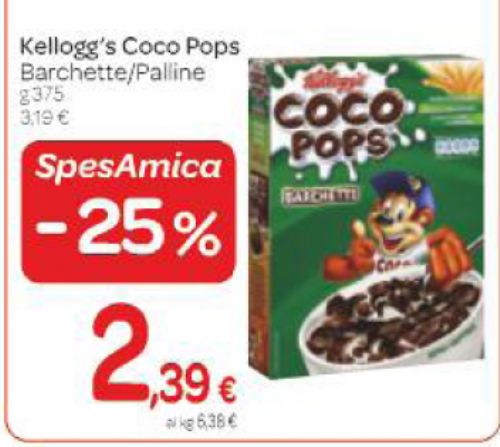 Kellogg's Coco Pops
Barchette/Palline
g 375
3,19 €
SpesAmica
-25%
2,39 €
al kg 6,38 €
Kellogg's
COCO
POPS
BARCHETTE
COCO